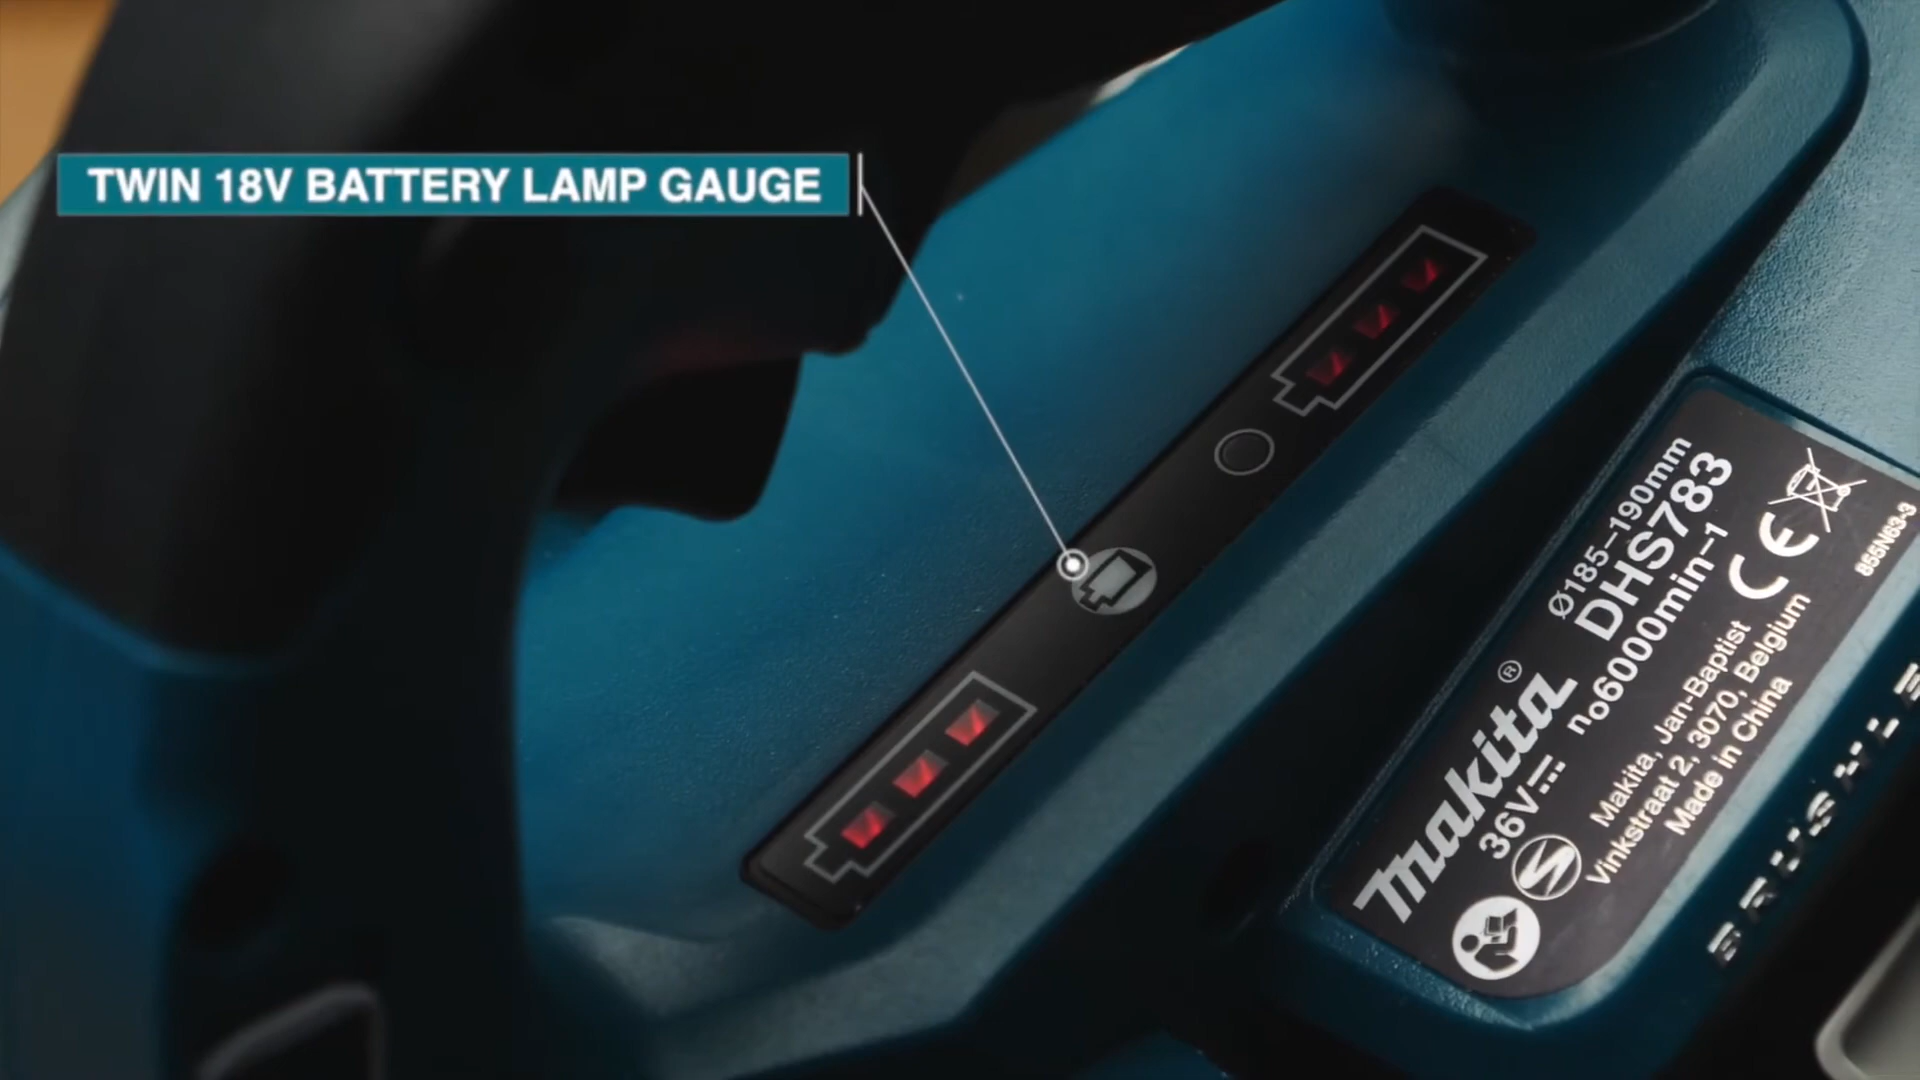 TWIN 18V BATTERY LAMP GAUGE
Ø185-190mm
DHS783
Makita®
36V
no6000min-1
CE
Makita, Jan-Baptist
Vinkstraat 2, 3070, Belgium
Made in China
855N63-3
BRUSHLE